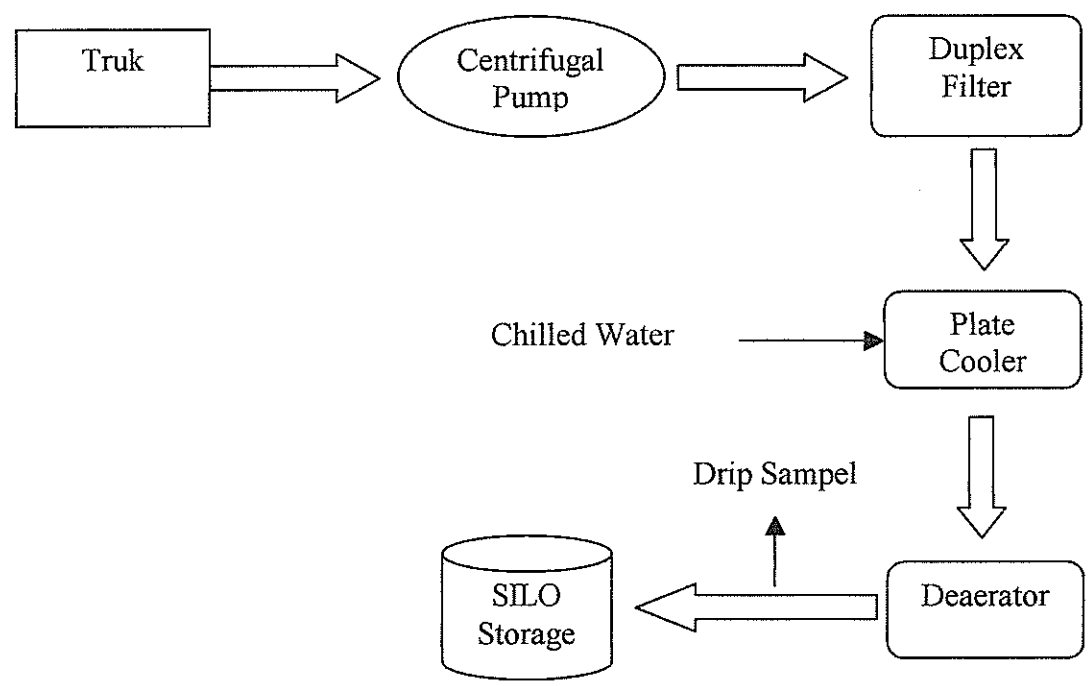 Truk
Centrifugal
Pump
Duplex
Filter
Chilled Water
Plate
Cooler
Drip Sampel
SILO
Storage
Deaerator